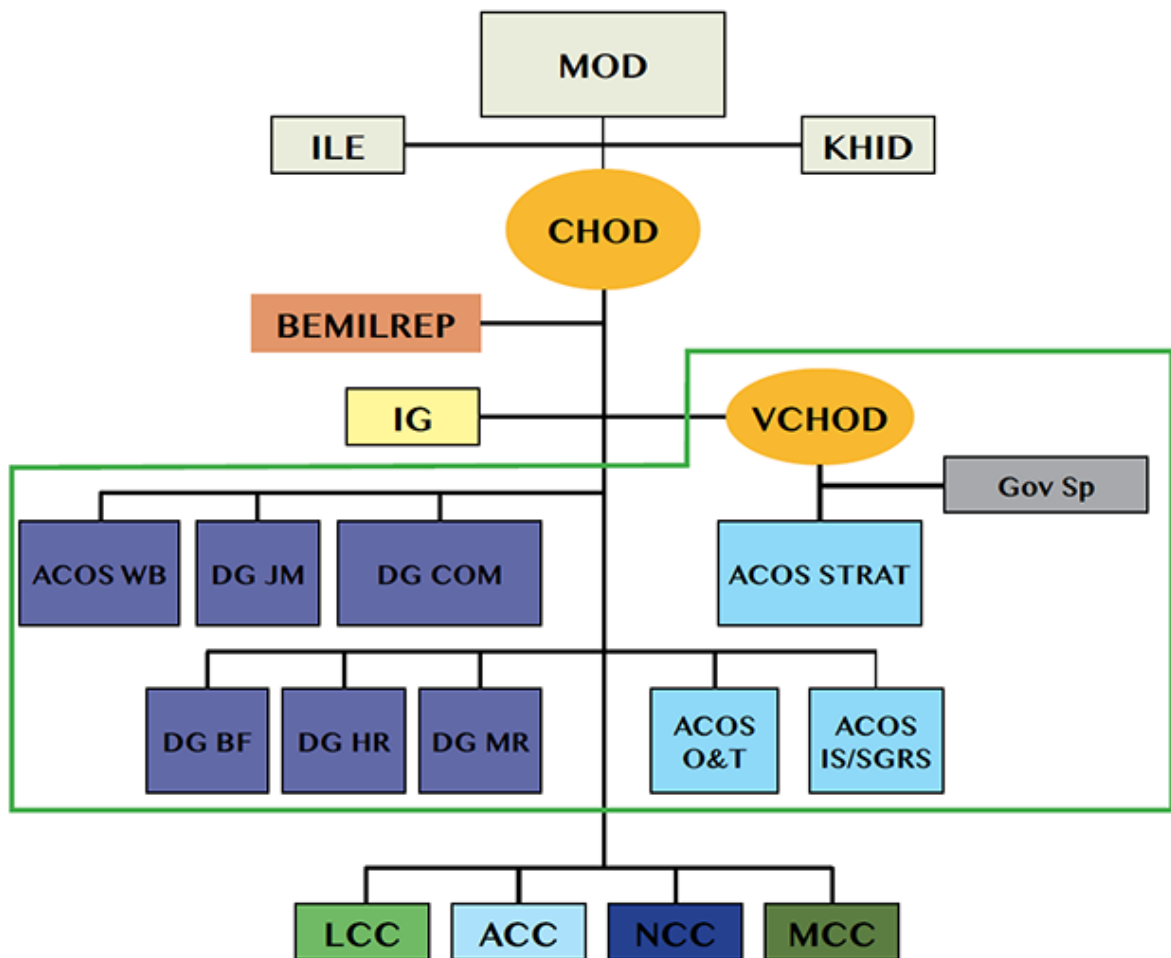 MOD
ILE
KHID
CHOD
BEMILREP
IG
VCHOD
Gov Sp
ACOS WB
DG JM
DG COM
ACOS STRAT
DG BF
DG HR
DG MR
ACOS
O&T
ACOS
IS/SGRS
LCC
ACC
NCC
MCC